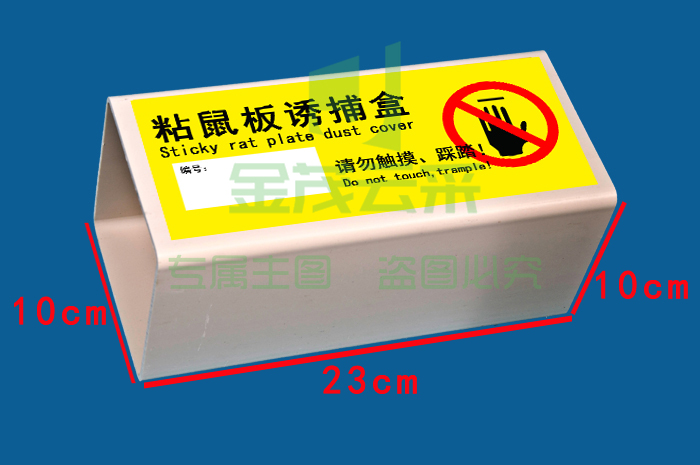 粘鼠板诱捕盒
Sticky rat plate dust cover
编号:
请勿触摸、踩踏!
Do not touch,trample!
金茂云采
专属主图 盗图必究
10cm
10cm
23cm